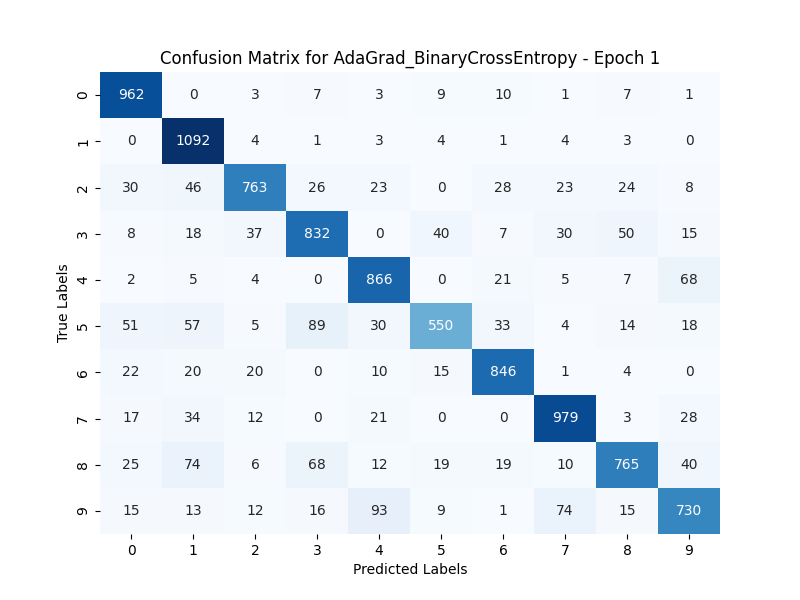 Confusion Matrix for AdaGrad_BinaryCrossEntropy - Epoch 1
0 962 0 3 7 3 9 10 1 7 1
1 0 1092 4 1 3 4 1 4 3 0
2 30 46 763 26 23 0 28 23 24 8
3 8 18 37 832 0 40 7 30 50 15
4 2 5 4 0 866 0 21 5 7 68
5 51 57 5 89 30 550 33 4 14 18
6 22 20 20 0 10 15 846 1 4 0
7 17 34 12 0 21 0 0 979 3 28
8 25 74 6 68 12 19 19 10 765 40
9 15 13 12 16 93 9 1 74 15 730
0 1 2 3 4 5 6 7 8 9
Predicted Labels
True Labels